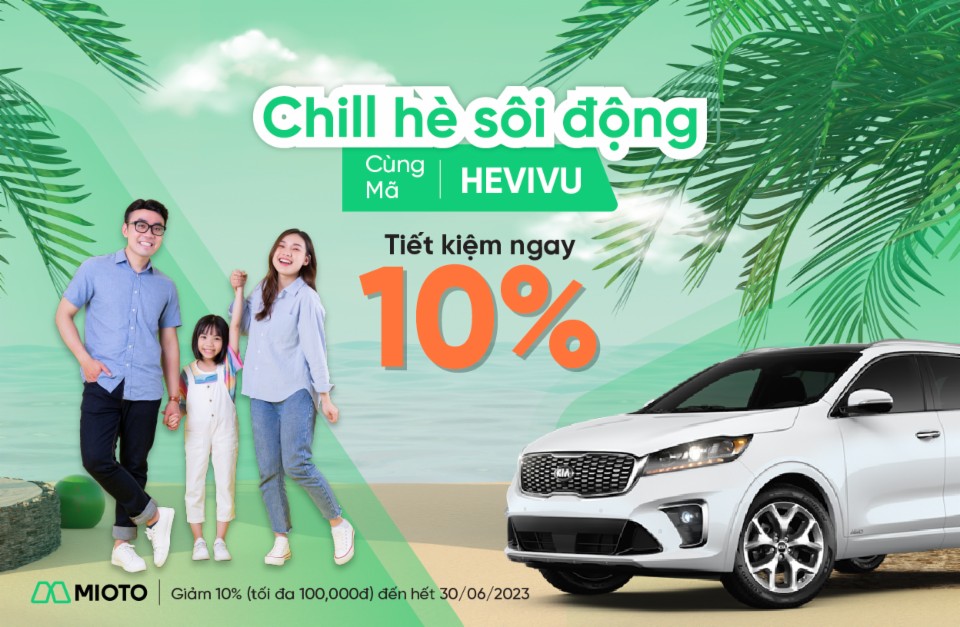 Chill hè sôi động
Cùng
Mã
HEVIVU
Tiết kiệm ngay
10%
KIA
MIOTO
Giảm 10% (tối đa 100,000đ) đến hết 30/06/2023